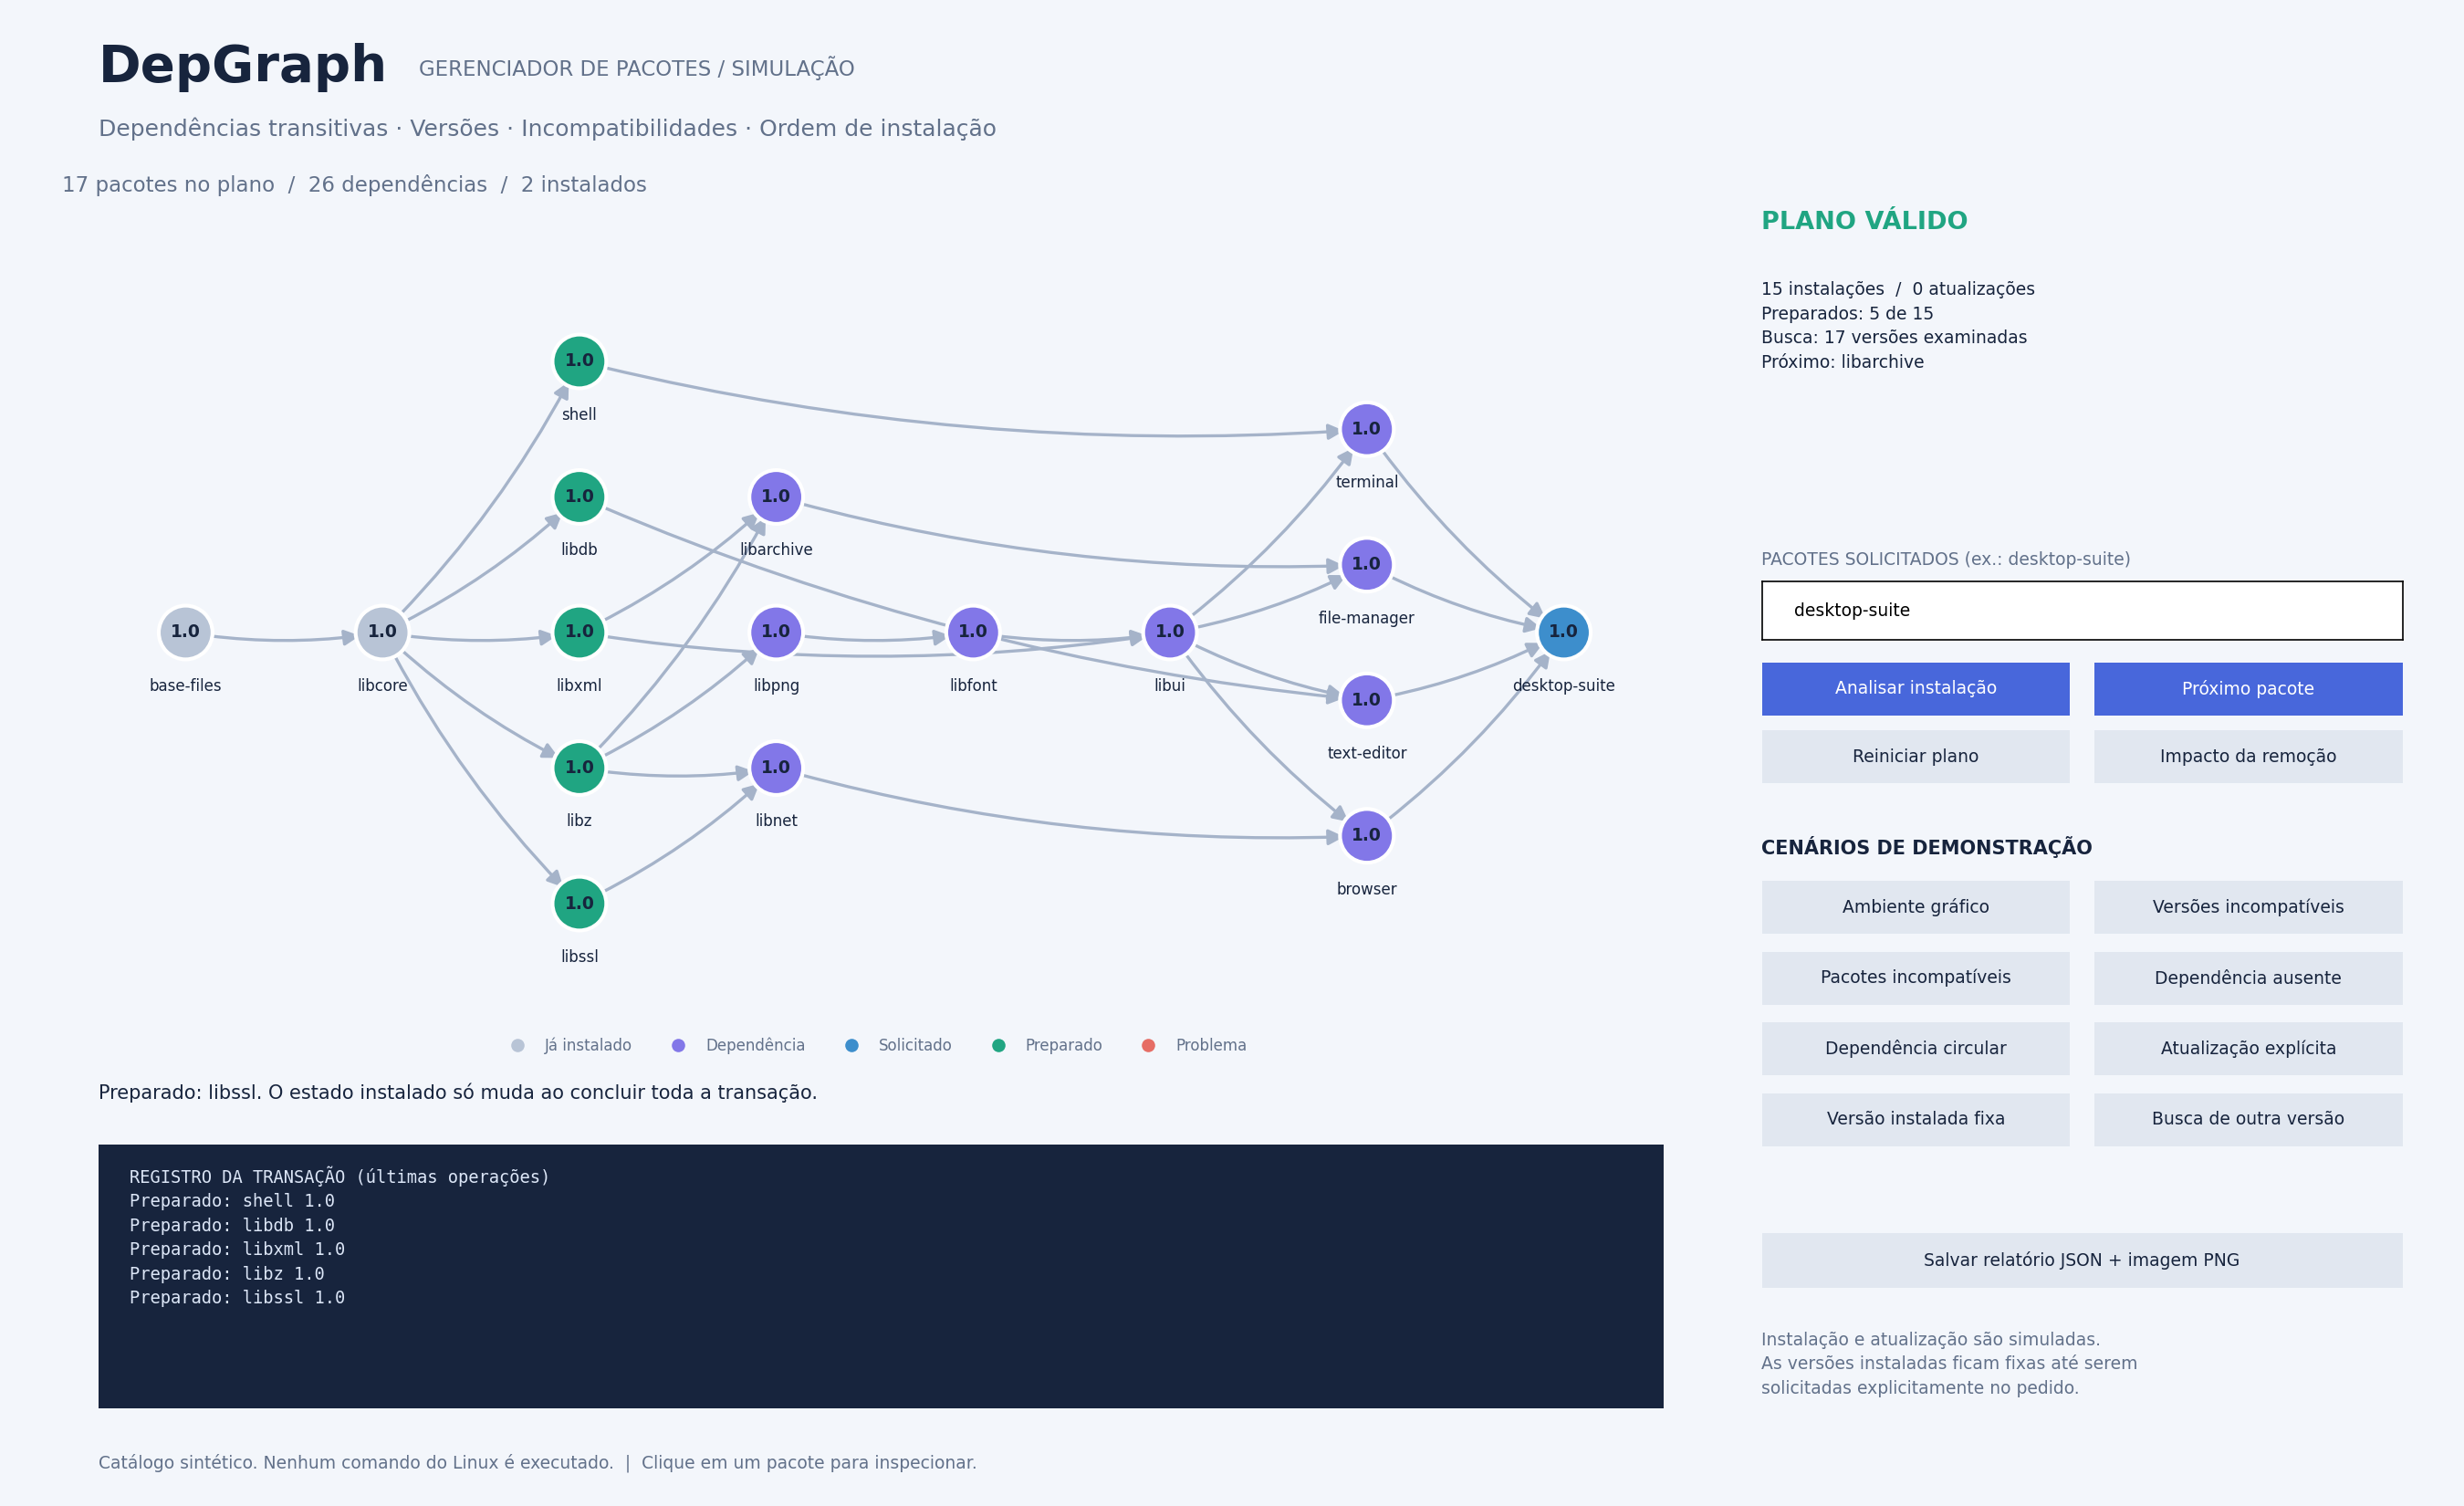 DepGraph GERENCIADOR DE PACOTES / SIMULAÇÃO
Dependências transitivas · Versões · Incompatibilidades · Ordem de instalação
17 pacotes no plano / 26 dependências / 2 instalados
1.0
shell
1.0
libdb
1.0
libarchive
1.0
base-files
1.0
libcore
1.0
libxml
1.0
libpng
1.0
libfont
1.0
libui
1.0
libz
1.0
libnet
1.0
libssl
1.0
terminal
1.0
file-manager
1.0
text-editor
1.0
browser
1.0
desktop-suite
Já instalado
Dependência
Solicitado
Preparado
Problema
Preparado: libssl. O estado instalado só muda ao concluir toda a transação.
REGISTRO DA TRANSAÇÃO (últimas operações)
Preparado: shell 1.0
Preparado: libdb 1.0
Preparado: libxml 1.0
Preparado: libz 1.0
Preparado: libssl 1.0
Catálogo sintético. Nenhum comando do Linux é executado. | Clique em um pacote para inspecionar.
PLANO VÁLIDO
15 instalações / 0 atualizações
Preparados: 5 de 15
Busca: 17 versões examinadas
Próximo: libarchive
PACOTES SOLICITADOS (ex.: desktop-suite)
desktop-suite
Analisar instalação
Próximo pacote
Reiniciar plano
Impacto da remoção
CENÁRIOS DE DEMONSTRAÇÃO
Ambiente gráfico
Versões incompatíveis
Pacotes incompatíveis
Dependência ausente
Dependência circular
Atualização explícita
Versão instalada fixa
Busca de outra versão
Salvar relatório JSON + imagem PNG
Instalação e atualização são simuladas.
As versões instaladas ficam fixas até serem
solicitadas explicitamente no pedido.